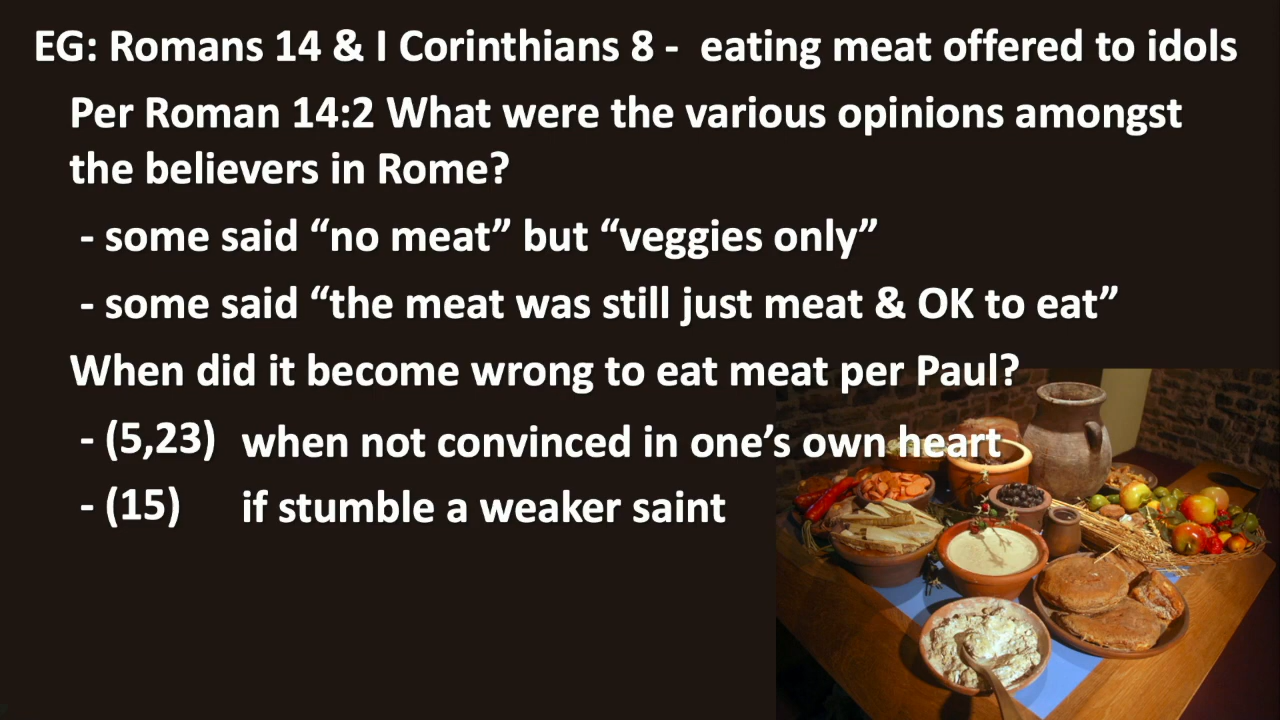 EG: Romans 14 & I Corinthians 8 - eating meat offered to idols
Per Roman 14:2 What were the various opinions amongst
the believers in Rome?
- some said “no meat” but “veggies only”
- some said “the meat was still just meat & OK to eat”
When did it become wrong to eat meat per Paul?
- (5,23) when not convinced in one’s own heart
- (15) if stumble a weaker saint